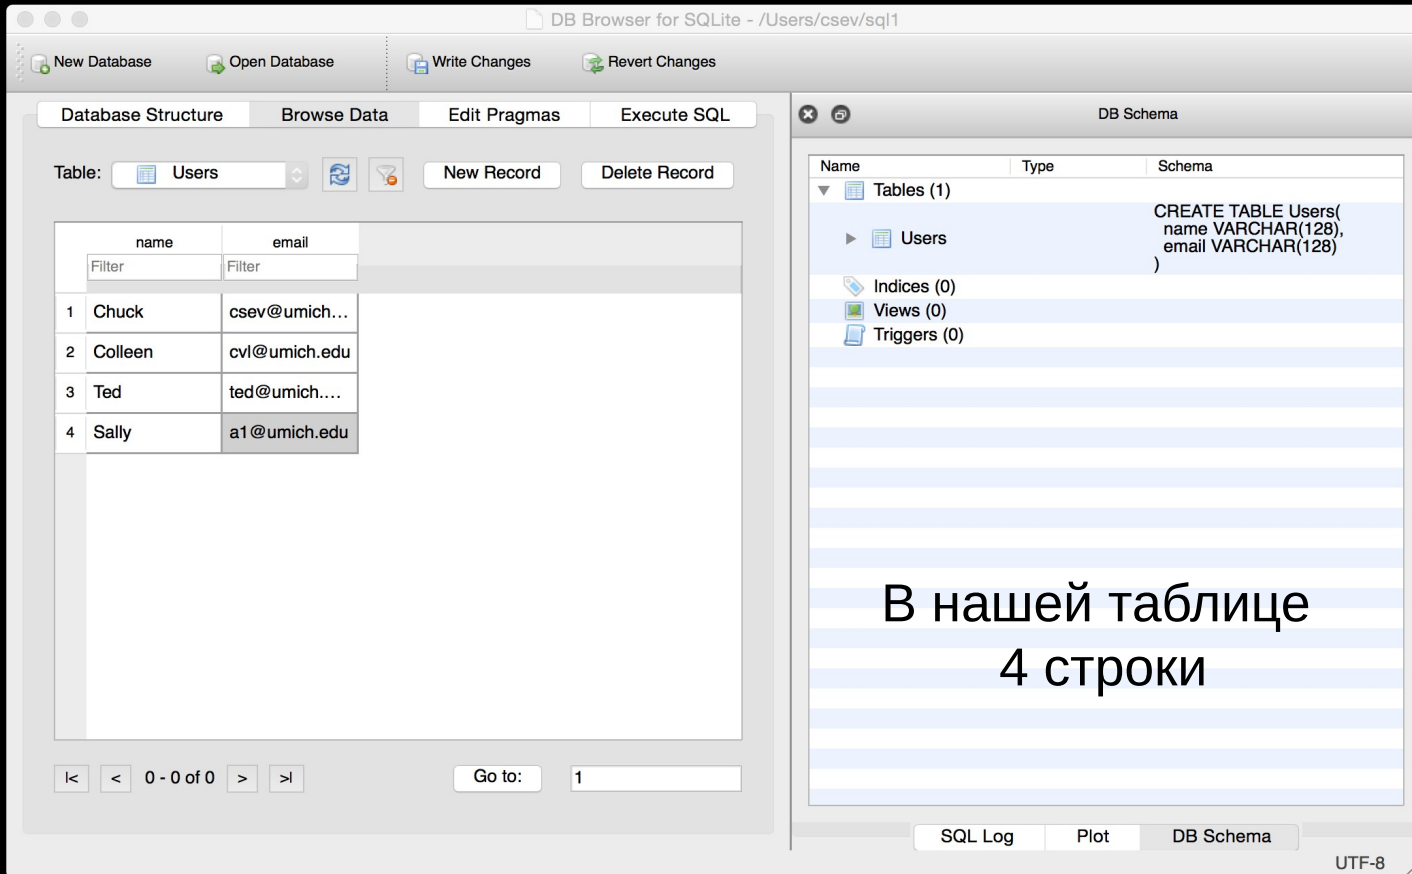 DB Browser for SQLite - /Users/csev/sql1
New Database Open Database Write Changes Revert Changes
Database Structure Browse Data Edit Pragmas Execute SQL
Table: Users New Record Delete Record
name email
Filter Filter
1 Chuck csev@umich...
2 Colleen cvl@umich.edu
3 Ted ted@umich....
4 Sally a1@umich.edu
|< < 0 - 0 of 0 > >| Go to: 1
DB Schema
Name Type Schema
Tables (1)
Users
CREATE TABLE Users(
name VARCHAR(128),
email VARCHAR(128)
)
Indices (0)
Views (0)
Triggers (0)
В нашей таблице
4 строки
SQL Log Plot DB Schema
UTF-8